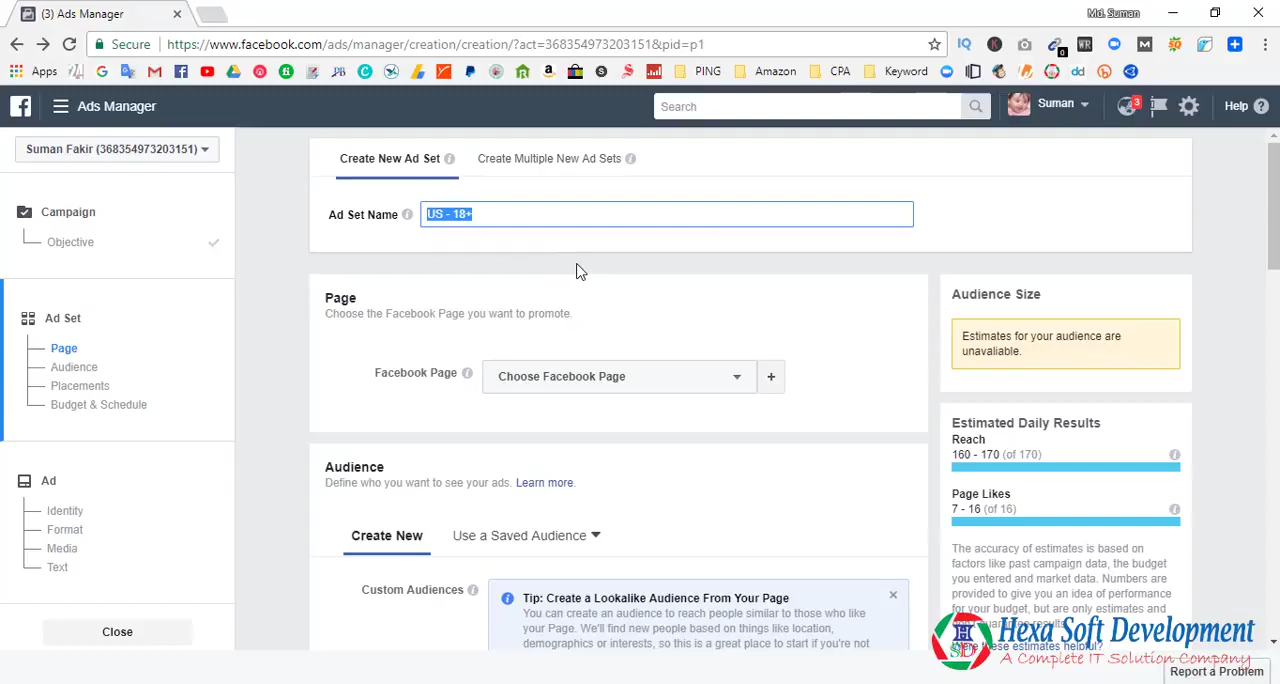 (3) Ads Manager
Md. Suman
Secure
https://www.facebook.com/ads/manager/creation/creation/?act=368354973203151&pid=p1
Apps
PING
Amazon
CPA
Keyword
Ads Manager
Search
Suman
3
Help
Suman Fakir (368354973203151)
Campaign
Objective
Ad Set
Page
Audience
Placements
Budget & Schedule
Ad
Identity
Format
Media
Text
Close
Create New Ad Set
Create Multiple New Ad Sets
Ad Set Name
US - 18+
Page
Choose the Facebook Page you want to promote.
Facebook Page
Choose Facebook Page
+
Audience
Define who you want to see your ads. Learn more.
Create New
Use a Saved Audience
Custom Audiences
Tip: Create a Lookalike Audience From Your Page
You can create an audience to reach people similar to those who like
your Page. We'll find new people based on things like location,
demographics or interests, so this is a great place to start if you're not
Audience Size
Estimates for your audience are
unavaliable.
Estimated Daily Results
Reach
160 - 170 (of 170)
Page Likes
7 - 16 (of 16)
The accuracy of estimates is based on
factors like past campaign data, the budget
you entered and market data. Numbers are
provided to give you an idea of performance
for your budget, but are only estimates and
these estimates helpful?
Hexa Soft Development
A Complete IT Solution Company
Report a Problem